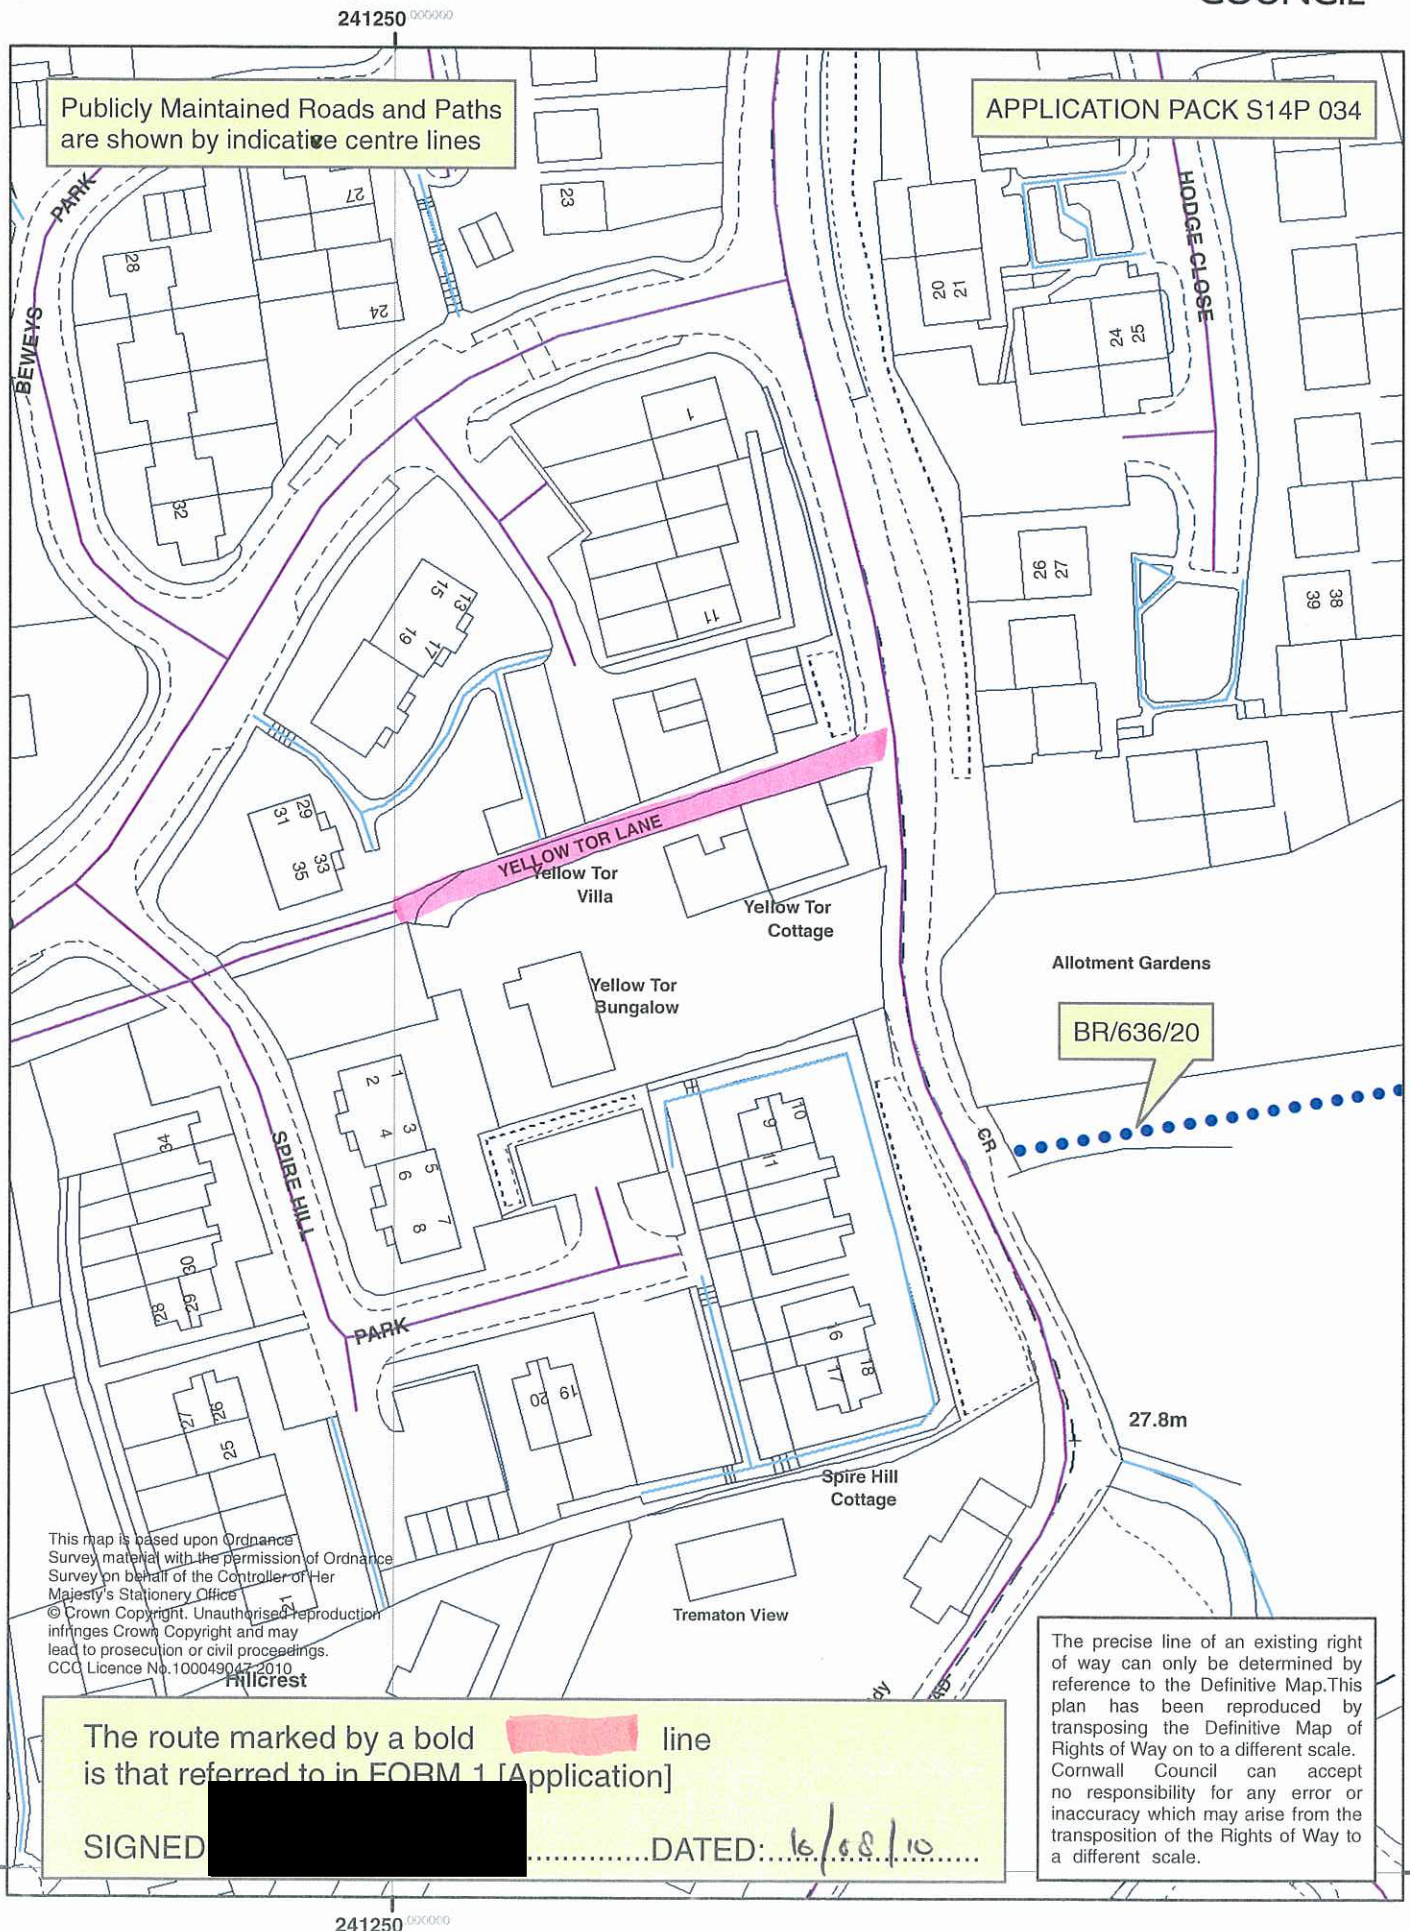 COUNCIL
241250 000000
Publicly Maintained Roads and Paths
are shown by indicative centre lines
APPLICATION PACK S14P 034
PARK
BEWEYS
HODGE CLOSE
27
23
28
24
20
21
24
25
1
32
15
13
19
17
11
26
27
39
38
31
29
35
33
YELLOW TOR LANE
Yellow Tor
Villa
Yellow Tor
Cottage
Yellow Tor
Bungalow
Allotment Gardens
BR/636/20
CR
2
1
4
3
6
5
8
7
34
SPIRE HILL
PARK
9
10
11
30
29
28
16
17
18
20
19
27
26
25
21
27.8m
Spire Hill
Cottage
Trematon View
Hillcrest
This map is based upon Ordnance
Survey material with the permission of Ordnance
Survey on behalf of the Controller of Her
Majesty's Stationery Office
© Crown Copyright. Unauthorised reproduction
infringes Crown Copyright and may
lead to prosecution or civil proceedings.
CCC Licence No.100049047 2010
The precise line of an existing right
of way can only be determined by
reference to the Definitive Map.This
plan has been reproduced by
transposing the Definitive Map of
Rights of Way on to a different scale.
Cornwall Council can accept
no responsibility for any error or
inaccuracy which may arise from the
transposition of the Rights of Way to
a different scale.
The route marked by a bold line
is that referred to in FORM 1 [Application]
SIGNED ..............DATED:..16/08/10......
241250 000000